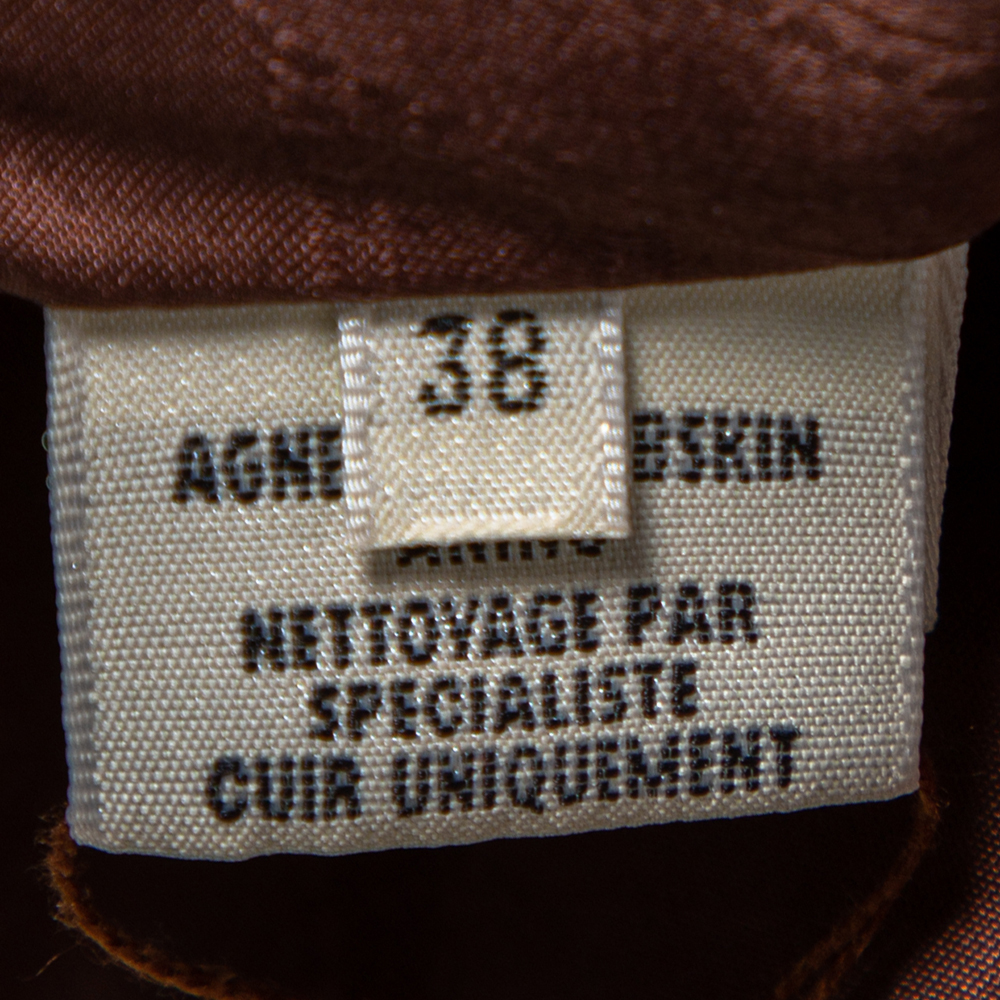 38
AGNE BSKIN
NETTOYAGE PAR
SPECIALISTE
CUIR UNIQUEMENT